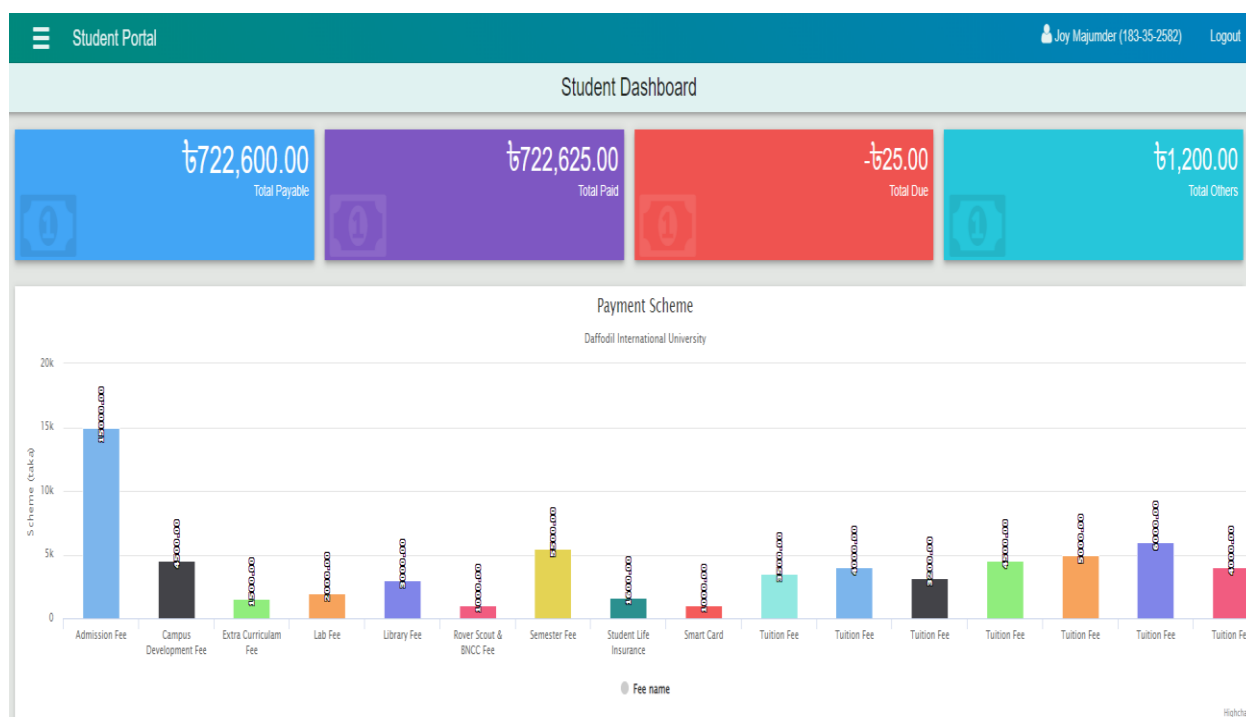 Student Portal
Joy Majumder (183-35-2582)
Logout
Student Dashboard
৳722,600.00
Total Payable
৳722,625.00
Total Paid
-৳25.00
Total Due
৳1,200.00
Total Others
Payment Scheme
Daffodil International University
Scheme (taka)
20k
15k
10k
5k
0
15000.00
4500.00
1500.00
2000.00
3000.00
1000.00
5500.00
1000.00
3500.00
4000.00
3200.00
4500.00
5000.00
6000.00
4000.00
Admission Fee
Campus
Development Fee
Extra Curriculam
Fee
Lab Fee
Library Fee
Rover Scout &
BNCC Fee
Semester Fee
Student Life
Insurance
Smart Card
Tuition Fee
Tuition Fee
Tuition Fee
Tuition Fee
Tuition Fee
Tuition Fee
Tuition Fe
Fee name
Highcha